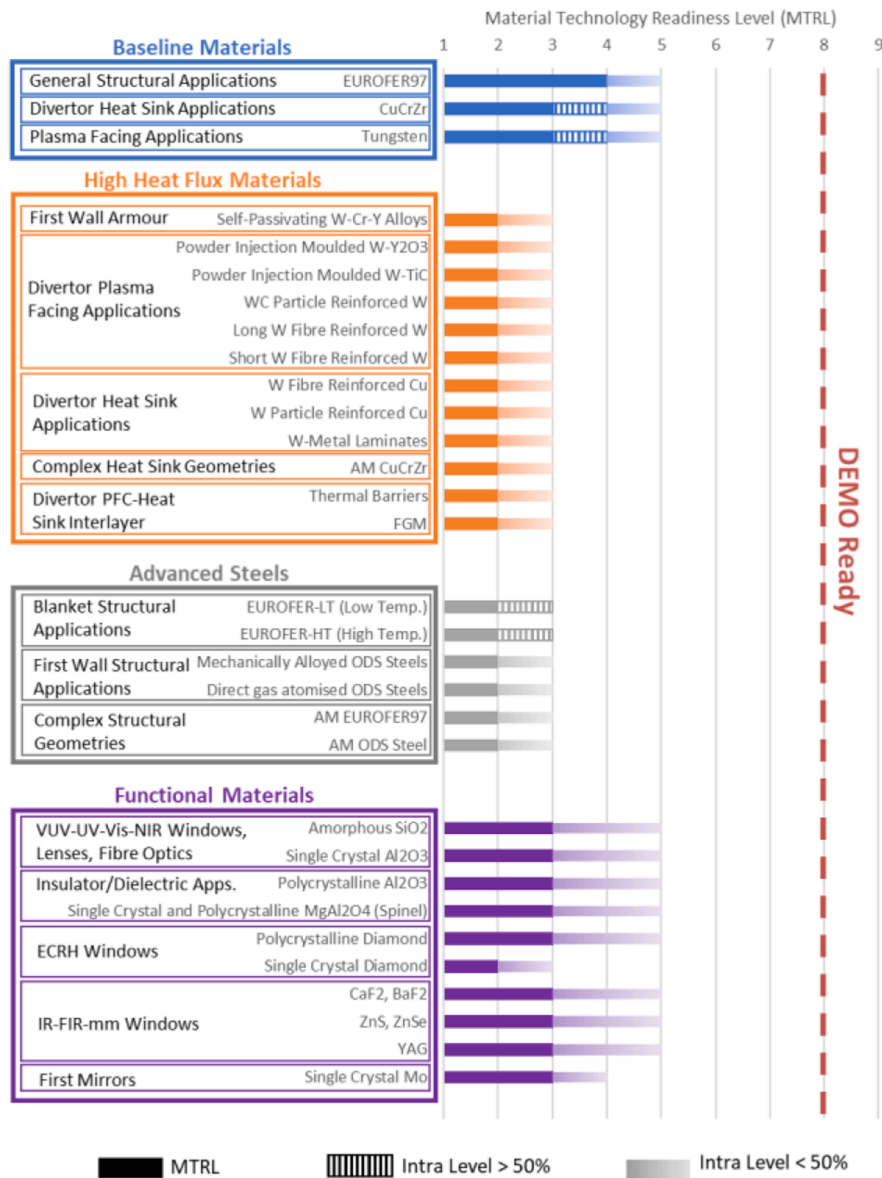 Material Technology Readiness Level (MTRL)
1 2 3 4 5 6 7 8 9
Baseline Materials
General Structural Applications EUROFER97
Divertor Heat Sink Applications CuCrZr
Plasma Facing Applications Tungsten
High Heat Flux Materials
First Wall Armour Self-Passivating W-Cr-Y Alloys
Divertor Plasma
Facing Applications
Powder Injection Moulded W-Y2O3
Powder Injection Moulded W-TiC
WC Particle Reinforced W
Long W Fibre Reinforced W
Short W Fibre Reinforced W
Divertor Heat Sink
Applications
W Fibre Reinforced Cu
W Particle Reinforced Cu
W-Metal Laminates
Complex Heat Sink Geometries AM CuCrZr
Divertor PFC-Heat
Sink Interlayer
Thermal Barriers
FGM
DEMO Ready
Advanced Steels
Blanket Structural
Applications
EUROFER-LT (Low Temp.)
EUROFER-HT (High Temp.)
First Wall Structural
Applications
Mechanically Alloyed ODS Steels
Direct gas atomised ODS Steels
Complex Structural
Geometries
AM EUROFER97
AM ODS Steel
Functional Materials
VUV-UV-Vis-NIR Windows,
Lenses, Fibre Optics
Amorphous SiO2
Single Crystal Al2O3
Insulator/Dielectric Apps. Polycrystalline Al2O3
Single Crystal and Polycrystalline MgAl2O4 (Spinel)
ECRH Windows
Polycrystalline Diamond
Single Crystal Diamond
IR-FIR-mm Windows
CaF2, BaF2
ZnS, ZnSe
YAG
First Mirrors Single Crystal Mo
MTRL Intra Level > 50% Intra Level < 50%